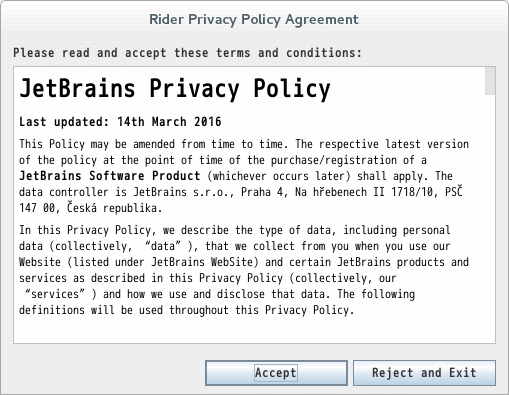 Rider Privacy Policy Agreement
Please read and accept these terms and conditions:
JetBrains Privacy Policy
Last updated: 14th March 2016
This Policy may be amended from time to time. The respective latest version
of the policy at the point of time of the purchase/registration of a
JetBrains Software Product (whichever occurs later) shall apply. The
data controller is JetBrains s.r.o., Praha 4, Na hřebenech II 1718/10, PSČ
147 00, Česká republika.
In this Privacy Policy, we describe the type of data, including personal
data (collectively, “data” ), that we collect from you when you use our
Website (listed under JetBrains WebSite) and certain JetBrains products and
services as described in this Privacy Policy (collectively, our
“services” ) and how we use and disclose that data. The following
definitions will be used throughout this Privacy Policy.
Accept
Reject and Exit